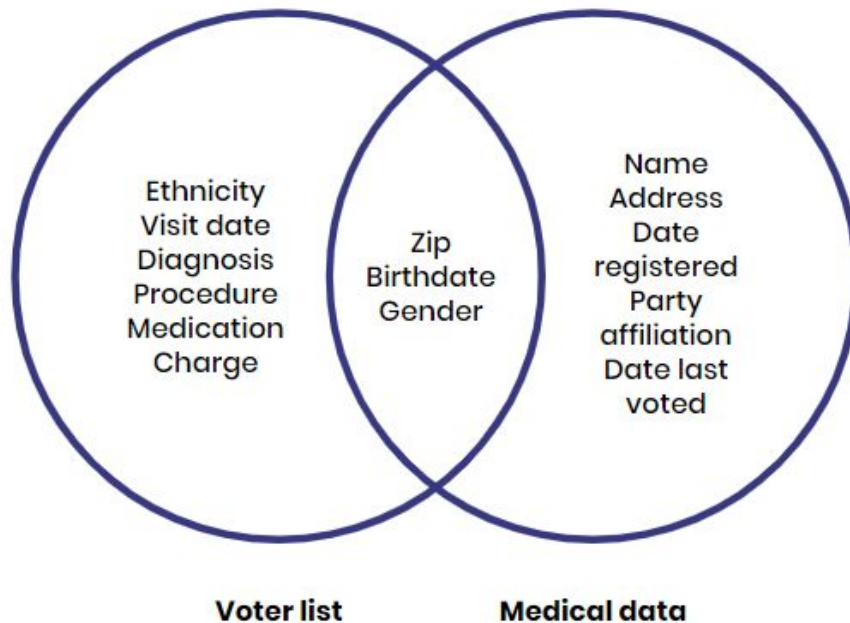 Ethnicity
Visit date
Diagnosis
Procedure
Medication
Charge
Zip
Birthdate
Gender
Name
Address
Date
registered
Party
affiliation
Date last
voted
Voter list
Medical data